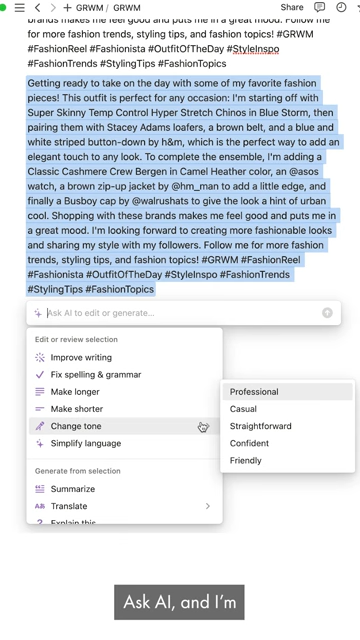 GRWM / GRWM
Share
brands makes me feel good and puts me in a great mood. Follow me
for more fashion trends, styling tips, and fashion topics! #GRWM
#FashionReel #Fashionista #OutfitOfTheDay #StyleInspo
#FashionTrends #StylingTips #FashionTopics
Getting ready to take on the day with some of my favorite fashion
pieces! This outfit is perfect for any occasion: I'm starting off with
Super Skinny Temp Control Hyper Stretch Chinos in Blue Storm, then
pairing them with Stacey Adams loafers, a brown belt, and a blue and
white striped button-down by h&m, which is the perfect way to add an
elegant touch to any look. To complete the ensemble, I'm adding a
Classic Cashmere Crew Bergen in Camel Heather color, an @asos
watch, a brown zip-up jacket by @hm_man to add a little edge, and
finally a Busboy cap by @walrushats to give the look a hint of urban
cool. Shopping with these brands makes me feel good and puts me in
a great mood. I'm looking forward to creating more fashionable looks
and sharing my style with my followers. Follow me for more fashion
trends, styling tips, and fashion topics! #GRWM #FashionReel
#Fashionista #OutfitOfTheDay #StyleInspo #FashionTrends
#StylingTips #FashionTopics
Ask AI to edit or generate...
Edit or review selection
Improve writing
Fix spelling & grammar
Make longer
Make shorter
Change tone
Simplify language
Professional
Casual
Straightforward
Confident
Friendly
Generate from selection
Summarize
Translate
Explain this
Ask AI, and I'm